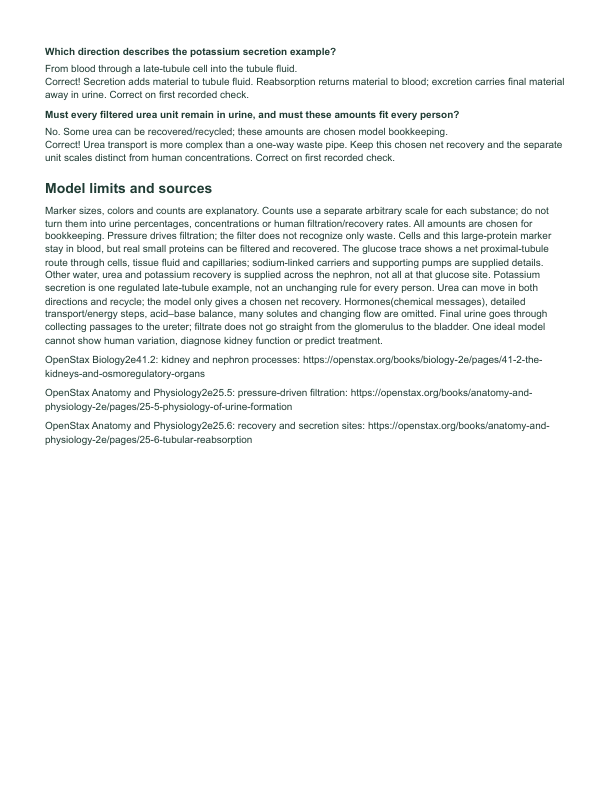 Which direction describes the potassium secretion example?
From blood through a late-tubule cell into the tubule fluid.
Correct! Secretion adds material to tubule fluid. Reabsorption returns material to blood; excretion carries final material
away in urine. Correct on first recorded check.
Must every filtered urea unit remain in urine, and must these amounts fit every person?
No. Some urea can be recovered/recycled; these amounts are chosen model bookkeeping.
Correct! Urea transport is more complex than a one-way waste pipe. Keep this chosen net recovery and the separate
unit scales distinct from human concentrations. Correct on first recorded check.
Model limits and sources
Marker sizes, colors and counts are explanatory. Counts use a separate arbitrary scale for each substance; do not
turn them into urine percentages, concentrations or human filtration/recovery rates. All amounts are chosen for
bookkeeping. Pressure drives filtration; the filter does not recognize only waste. Cells and this large-protein marker
stay in blood, but real small proteins can be filtered and recovered. The glucose trace shows a net proximal-tubule
route through cells, tissue fluid and capillaries; sodium-linked carriers and supporting pumps are supplied details.
Other water, urea and potassium recovery is supplied across the nephron, not all at that glucose site. Potassium
secretion is one regulated late-tubule example, not an unchanging rule for every person. Urea can move in both
directions and recycle; the model only gives a chosen net recovery. Hormones(chemical messages), detailed
transport/energy steps, acid–base balance, many solutes and changing flow are omitted. Final urine goes through
collecting passages to the ureter; filtrate does not go straight from the glomerulus to the bladder. One ideal model
cannot show human variation, diagnose kidney function or predict treatment.
OpenStax Biology2e41.2: kidney and nephron processes: https://openstax.org/books/biology-2e/pages/41-2-the-
kidneys-and-osmoregulatory-organs
OpenStax Anatomy and Physiology2e25.5: pressure-driven filtration: https://openstax.org/books/anatomy-and-
physiology-2e/pages/25-5-physiology-of-urine-formation
OpenStax Anatomy and Physiology2e25.6: recovery and secretion sites: https://openstax.org/books/anatomy-and-
physiology-2e/pages/25-6-tubular-reabsorption